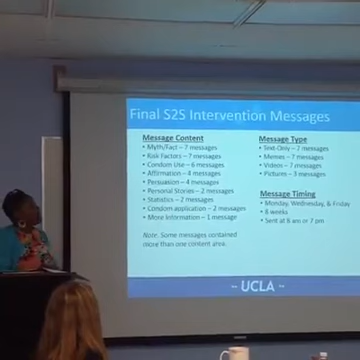 Final S2S Intervention Messages
Message Content
• Myth/Fact – 7 messages
• Risk Factors – 7 messages
• Condom Use – 6 messages
• Affirmation – 4 messages
• Persuasion – 4 messages
• Personal Stories – 2 messages
• Statistics – 2 messages
• Condom application – 2 messages
• More Information – 1 message
Note. Some messages contained
more than one content area.
Message Type
• Text-Only – 7 messages
• Memes – 7 messages
• Videos – 7 messages
• Pictures – 3 messages
Message Timing
• Monday, Wednesday, & Friday
• 8 weeks
• Sent at 8 am or 7 pm
~ UCLA ~